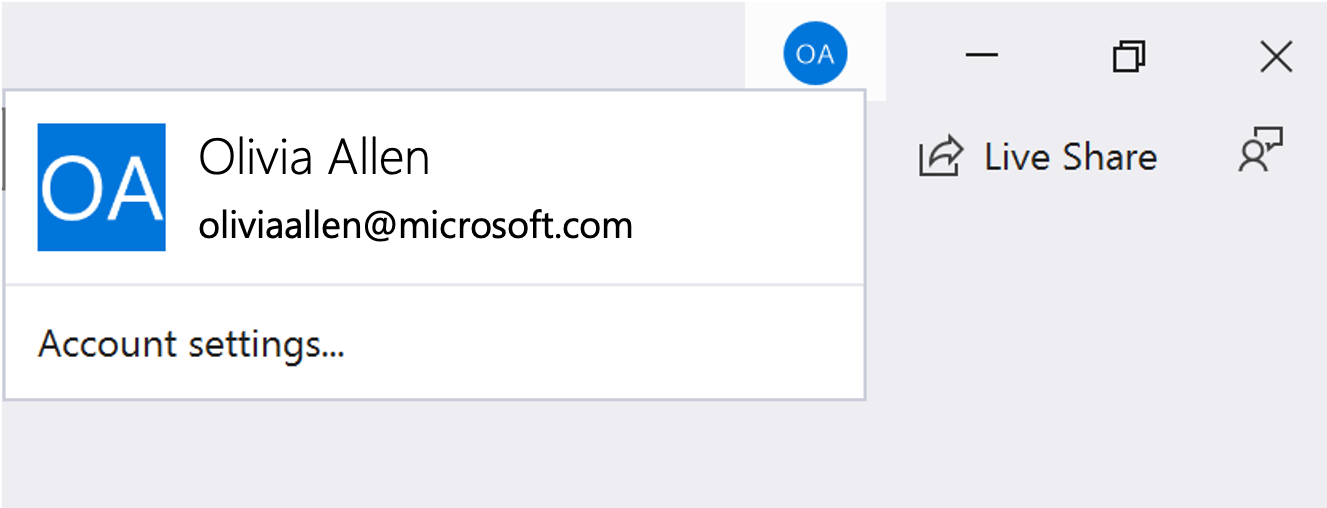 OA
OA
Olivia Allen
oliviaallen@microsoft.com
Live Share
Account settings...